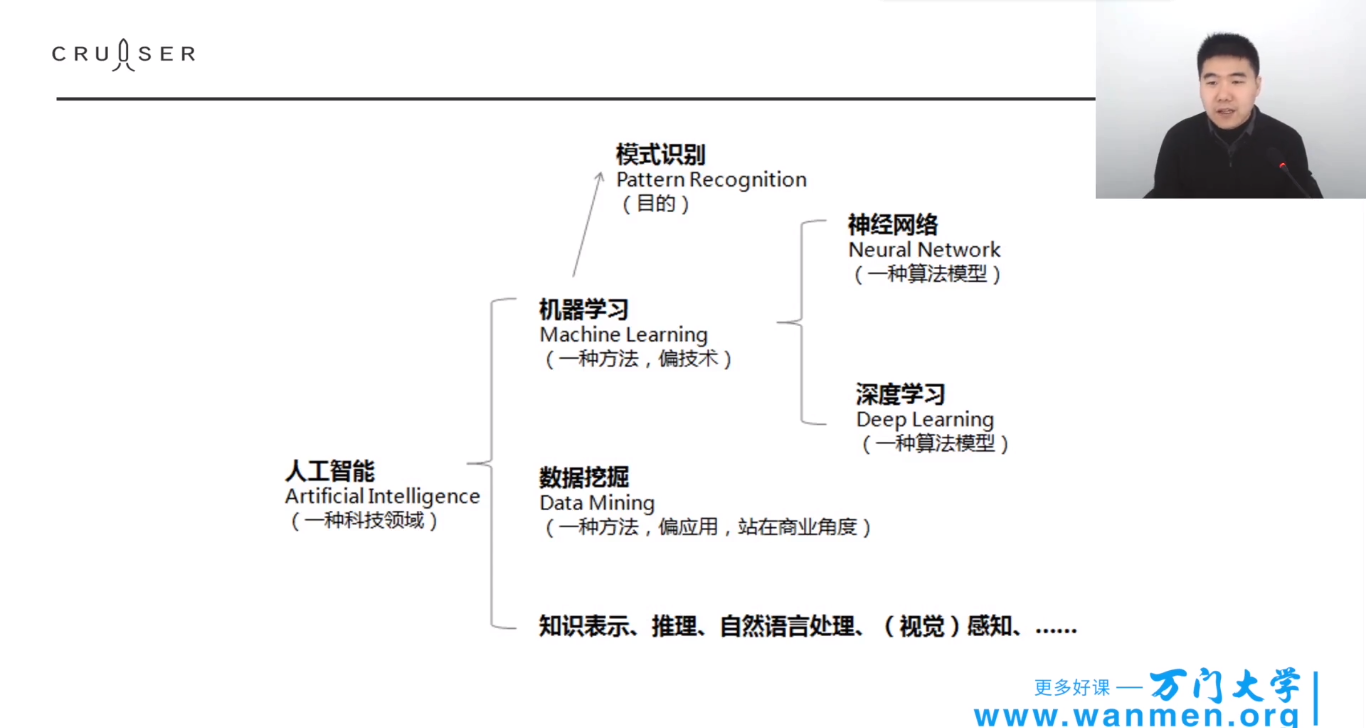 CRUISER
模式识别
Pattern Recognition
（目的）
神经网络
Neural Network
（一种算法模型）
机器学习
Machine Learning
（一种方法，偏技术）
深度学习
Deep Learning
（一种算法模型）
人工智能
Artificial Intelligence
（一种科技领域）
数据挖掘
Data Mining
（一种方法，偏应用，站在商业角度）
知识表示、推理、自然语言处理、（视觉）感知、……
更多好课 — 万门大学
www.wanmen.org